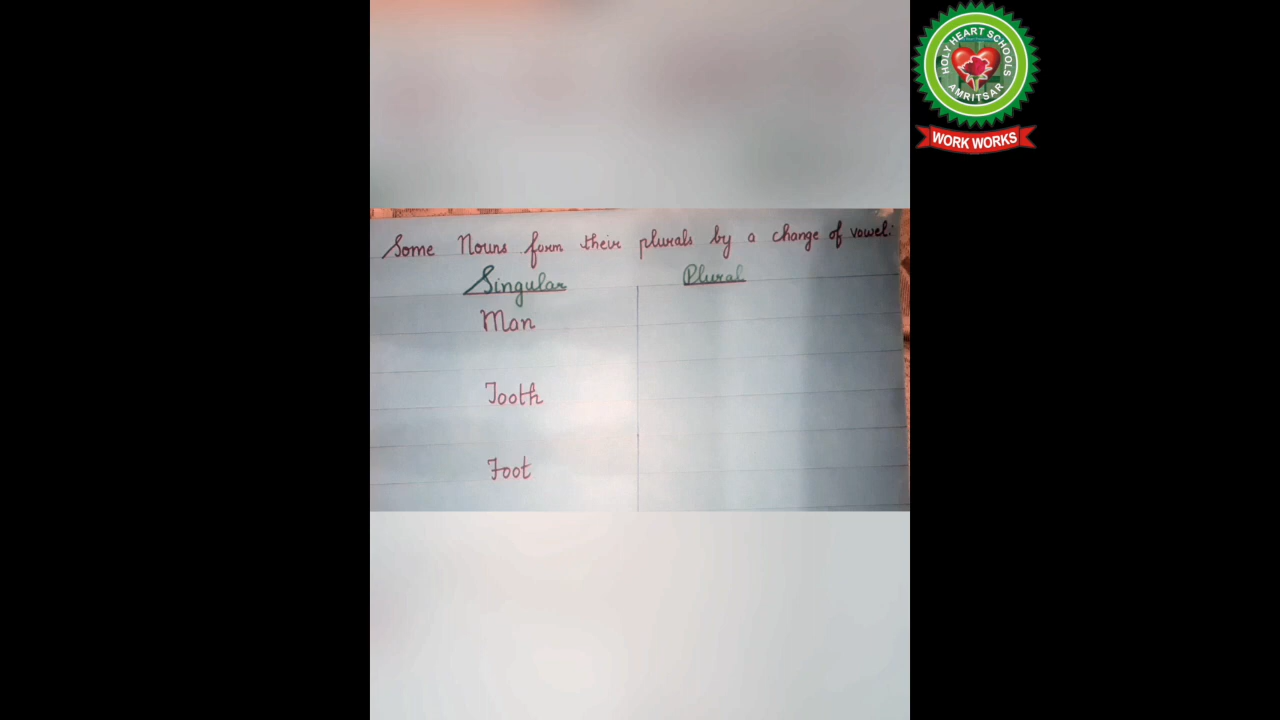 HOLY HEART SCHOOLS
AMRITSAR
WORK WORKS
Some Nouns form their plurals by a change of vowel:
Singular Plural
Man
Tooth
Foot